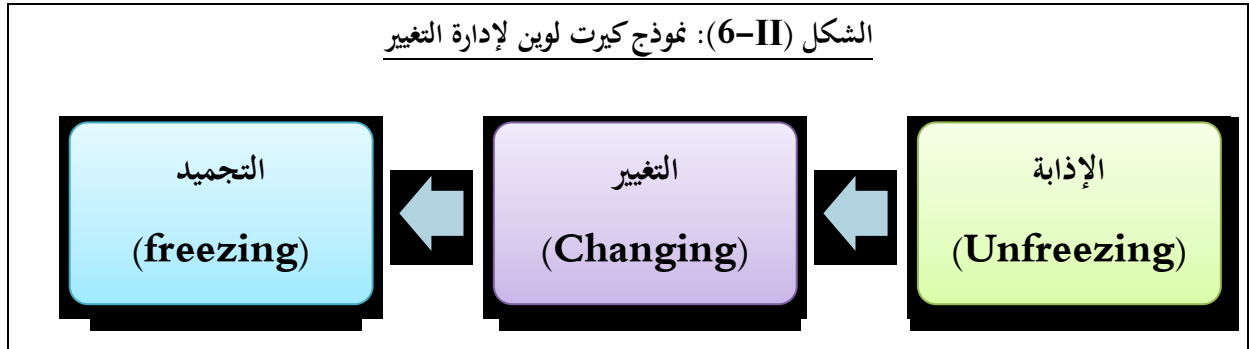 الشكل (6-II): نموذج كيرت لوين لإدارة التغيير
الإذابة
(Unfreezing)
التغيير
(Changing)
التجميد
(freezing)